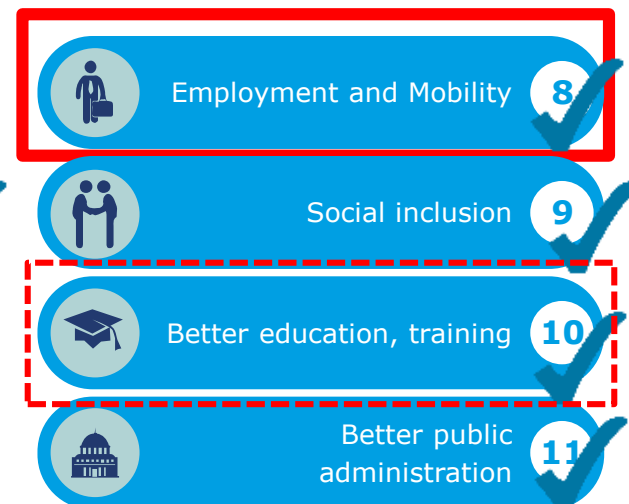 Employment and Mobility 8
Social inclusion 9
Better education, training 10
Better public
administration 11